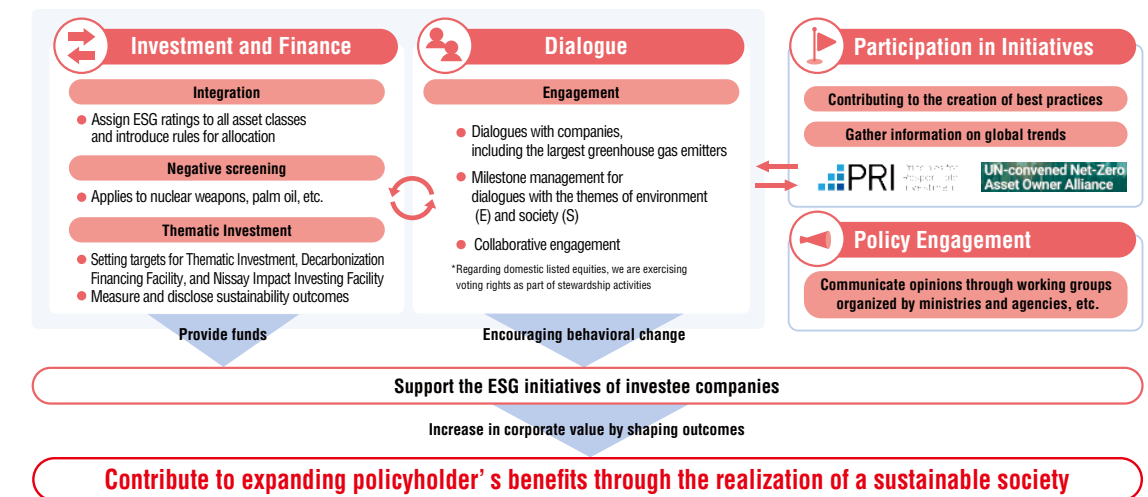 Investment and Finance
Integration
Assign ESG ratings to all asset classes
and introduce rules for allocation
Negative screening
Applies to nuclear weapons, palm oil, etc.
Thematic Investment
Setting targets for Thematic Investment, Decarbonization
Financing Facility, and Nissay Impact Investing Facility
Measure and disclose sustainability outcomes
Provide funds
Dialogue
Engagement
Dialogues with companies,
including the largest greenhouse gas emitters
Milestone management for
dialogues with the themes of environment
(E) and society (S)
Collaborative engagement
*Regarding domestic listed equities, we are exercising
voting rights as part of stewardship activities
Encouraging behavioral change
Participation in Initiatives
Contributing to the creation of best practices
Gather information on global trends
PRI
Principles for
Responsible
Investment
UN-convened Net-Zero
Asset Owner Alliance
Policy Engagement
Communicate opinions through working groups
organized by ministries and agencies, etc.
Support the ESG initiatives of investee companies
Increase in corporate value by shaping outcomes
Contribute to expanding policyholder's benefits through the realization of a sustainable society